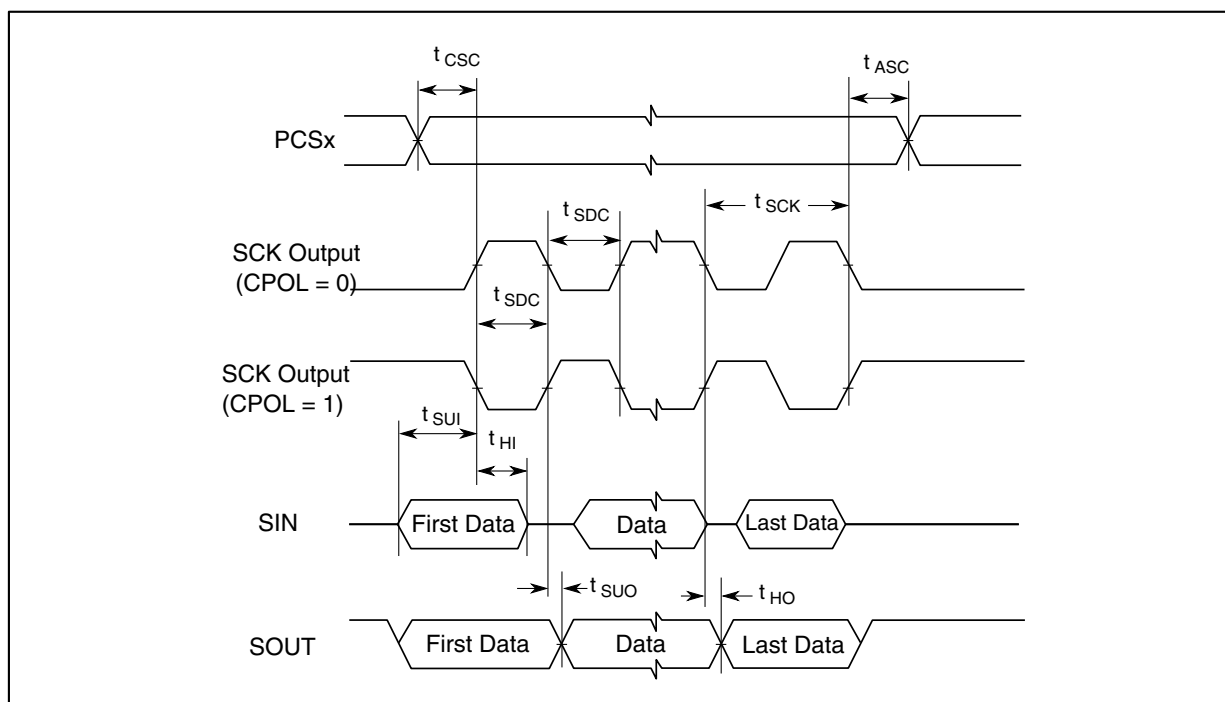 t CSC
t ASC
PCSx
t SDC
t SCK
SCK Output
(CPOL = 0)
t SDC
SCK Output
(CPOL = 1)
t SUI
t HI
SIN
First Data
Data
Last Data
t SUO
t HO
SOUT
First Data
Data
Last Data